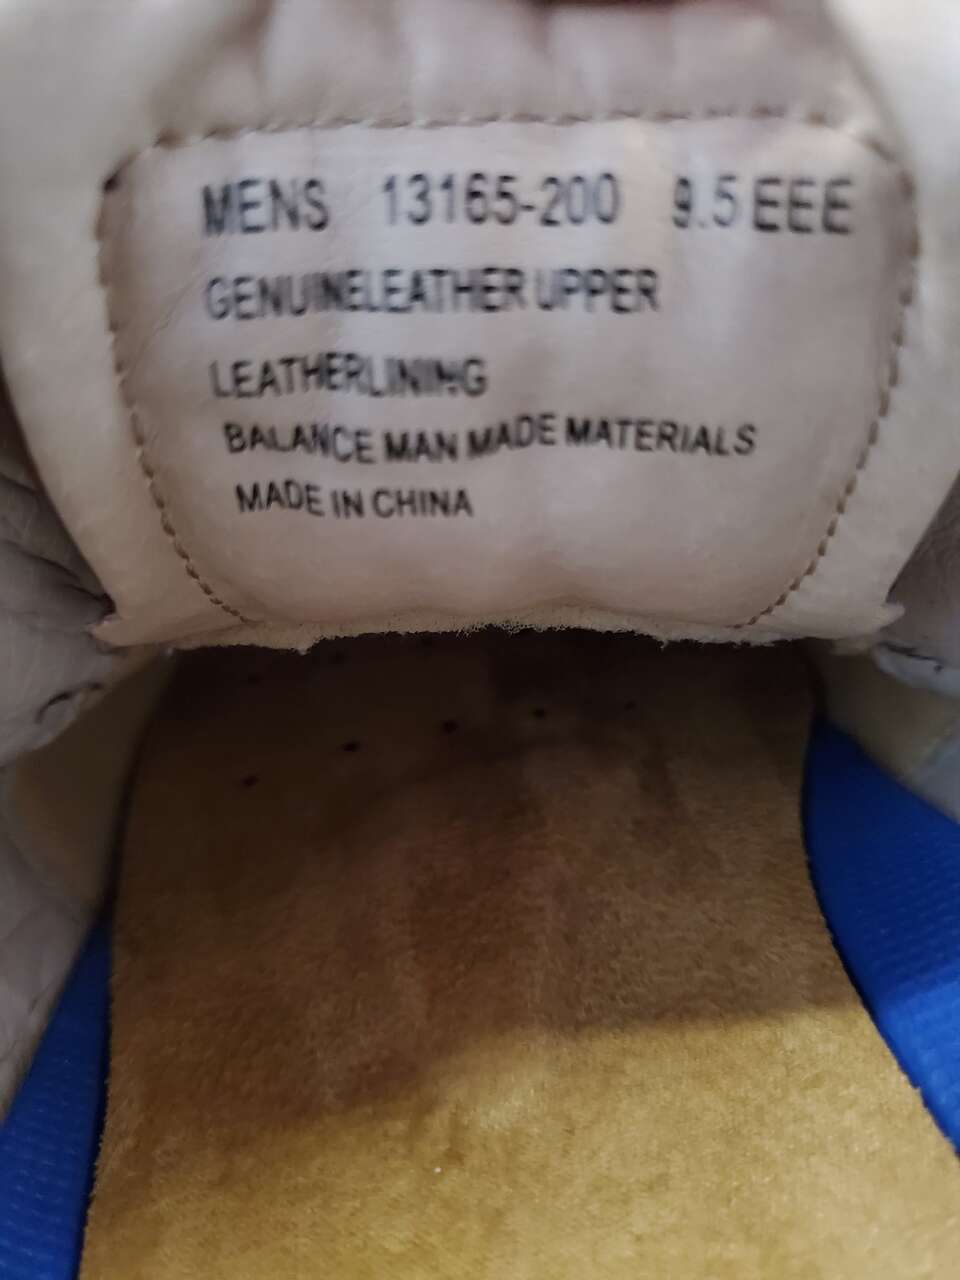 MENS 13165-200 9.5 EEE
GENUINELEATHER UPPER
LEATHERLINING
BALANCE MAN MADE MATERIALS
MADE IN CHINA